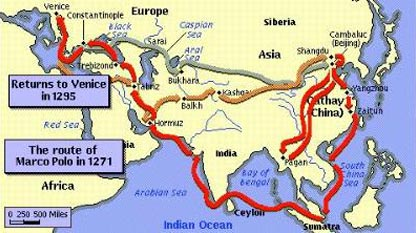 Venice
Europe
Siberia
Constantinople
Caspian
Sea
Black
Sea
Sarai
Aral
Sea
Asia
Shangdu
Cambaluc
(Beijing)
Trebizond
Tabriz
Bukhara
Kashgar
Balkh
Returns to Venice
in 1295
Yangzhou
Cathay
(China)
Zaitun
Red Sea
Hormuz
The route of
Marco Polo in 1271
India
Pagan
Bay of
Bengal
South
China
Sea
Africa
Arabian Sea
0 250 500 Miles
Ceylon
Sumatra
Indian Ocean